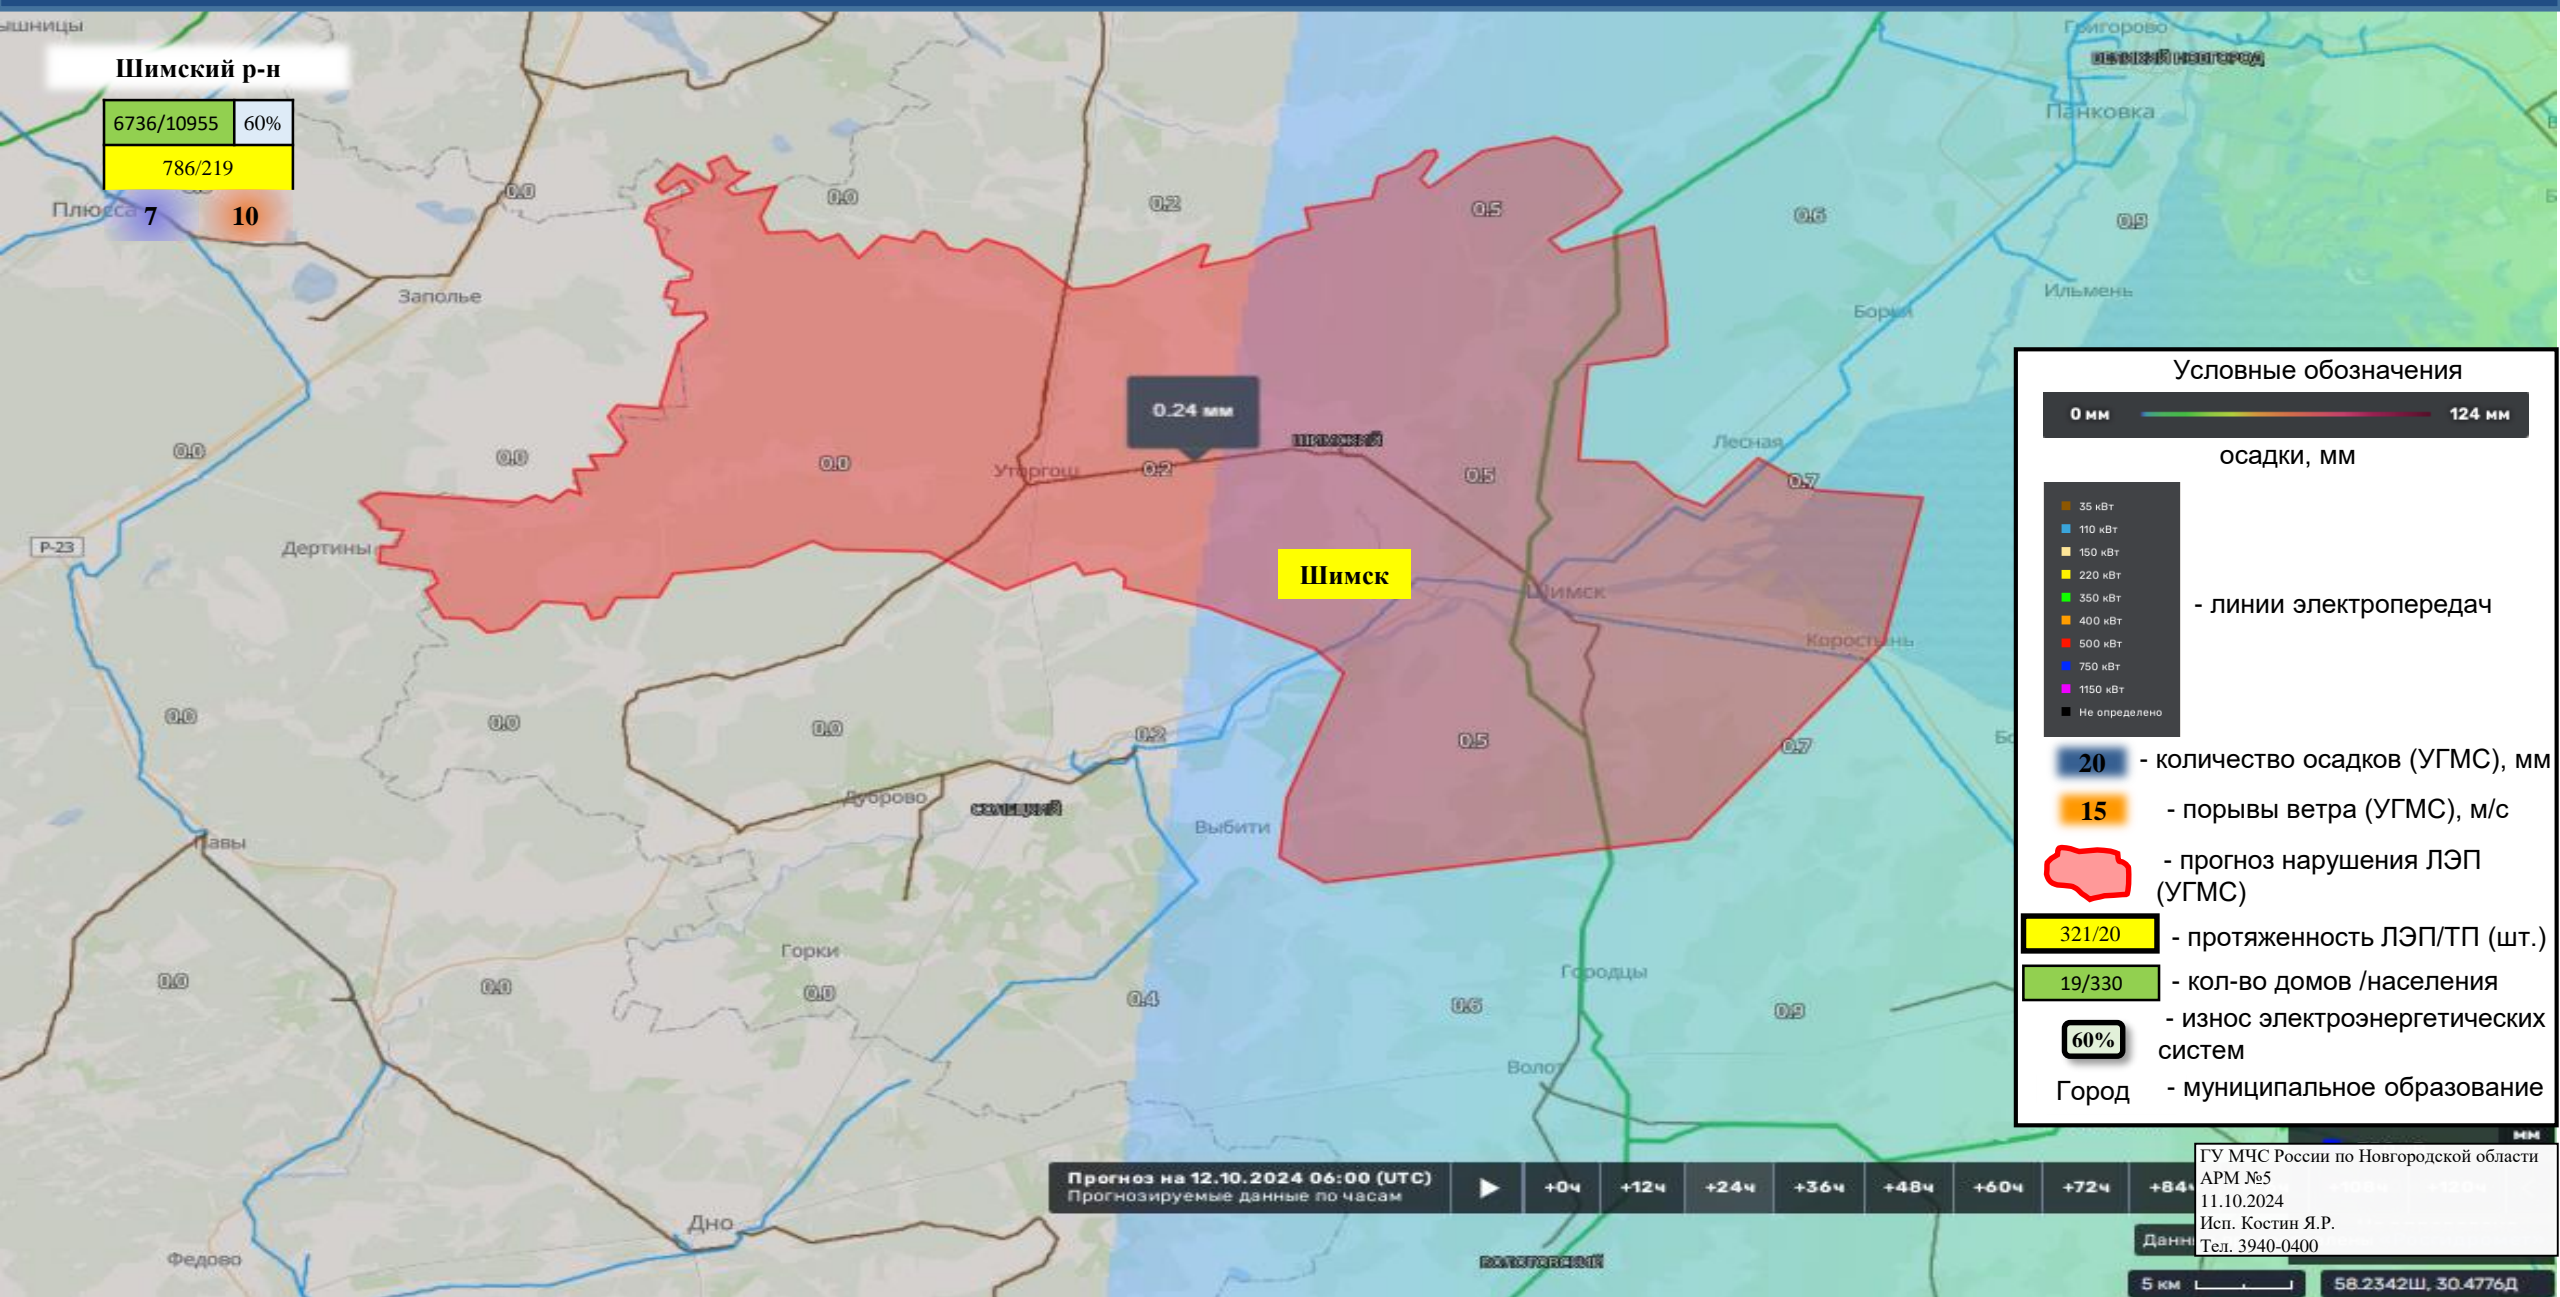 Шимский р-н
6736/10955 60%
786/219
7 10
Плюсса
Заполье
Дертины
Р-23
Павы
Федово
Дно
Горки
Дуброво
СОЛЕЦКИЙ
Выбити
Уторгош
0.24 мм
ШИМСКИЙ
Шимск
Шимск
Коростынь
Лесная
Борки
Ильмень
Панковка
Григорово
ВЕЛИКИЙ НОВГОРОД
Городцы
Волот
ВОЛОТОВСКИЙ
0.0 0.0 0.2 0.5 0.6 0.9
0.0 0.0 0.0 0.2 0.5 0.7
0.0 0.0 0.0 0.2 0.5 0.7
0.0 0.0 0.0 0.4 0.6 0.9
Условные обозначения
0 мм 124 мм
осадки, мм
35 кВт
110 кВт
150 кВт
220 кВт
350 кВт
400 кВт
500 кВт
750 кВт
1150 кВт
Не определено
- линии электропередач
20 - количество осадков (УГМС), мм
15 - порывы ветра (УГМС), м/с
- прогноз нарушения ЛЭП
(УГМС)
321/20 - протяженность ЛЭП/ТП (шт.)
19/330 - кол-во домов /населения
60% - износ электроэнергетических
систем
Город - муниципальное образование
мм
Прогноз на 12.10.2024 06:00 (UTC)
Прогнозируемые данные по часам
+0ч +12ч +24ч +36ч +48ч +60ч +72ч +84
ГУ МЧС России по Новгородской области
АРМ №5
11.10.2024
Исп. Костин Я.Р.
Тел. 3940-0400
5 км
58.2342Ш, 30.4776Д